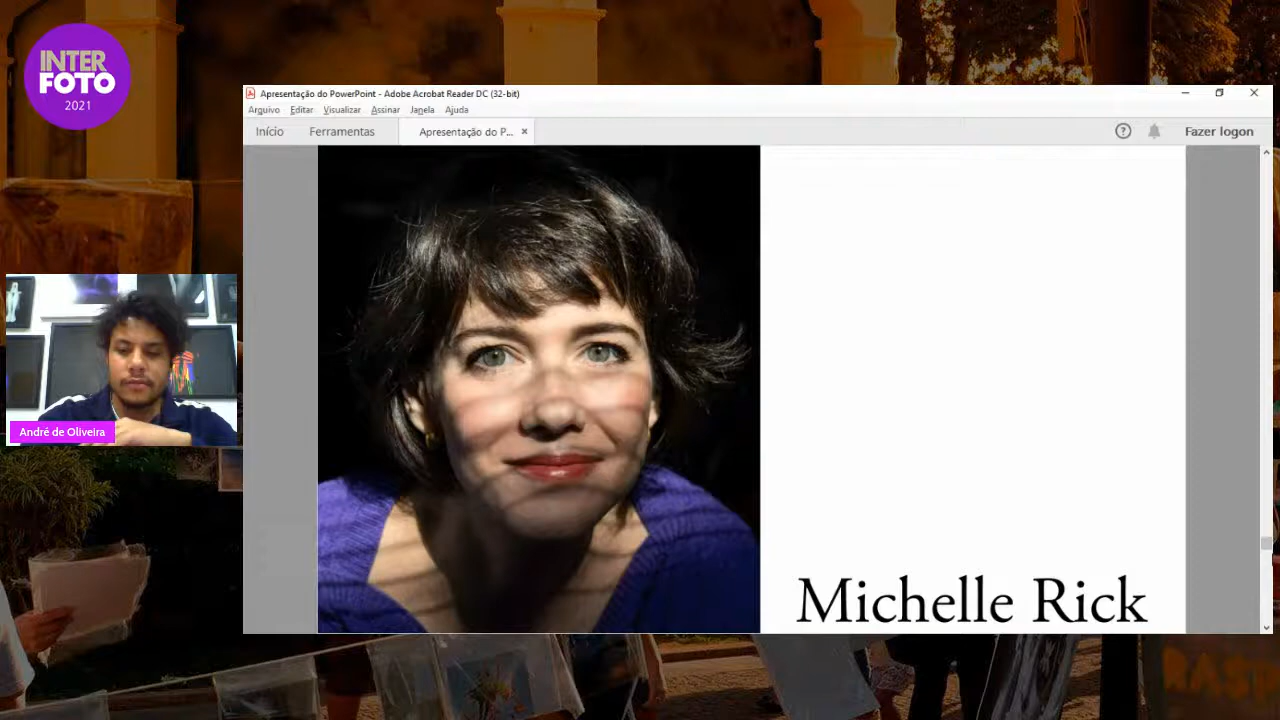 INTER
FOTO
2021
Apresentação do PowerPoint - Adobe Acrobat Reader DC (32-bit)
Arquivo Editar Visualizar Assinar Janela Ajuda
Início Ferramentas Apresentação do P... × Fazer logon
André de Oliveira
Michelle Rick